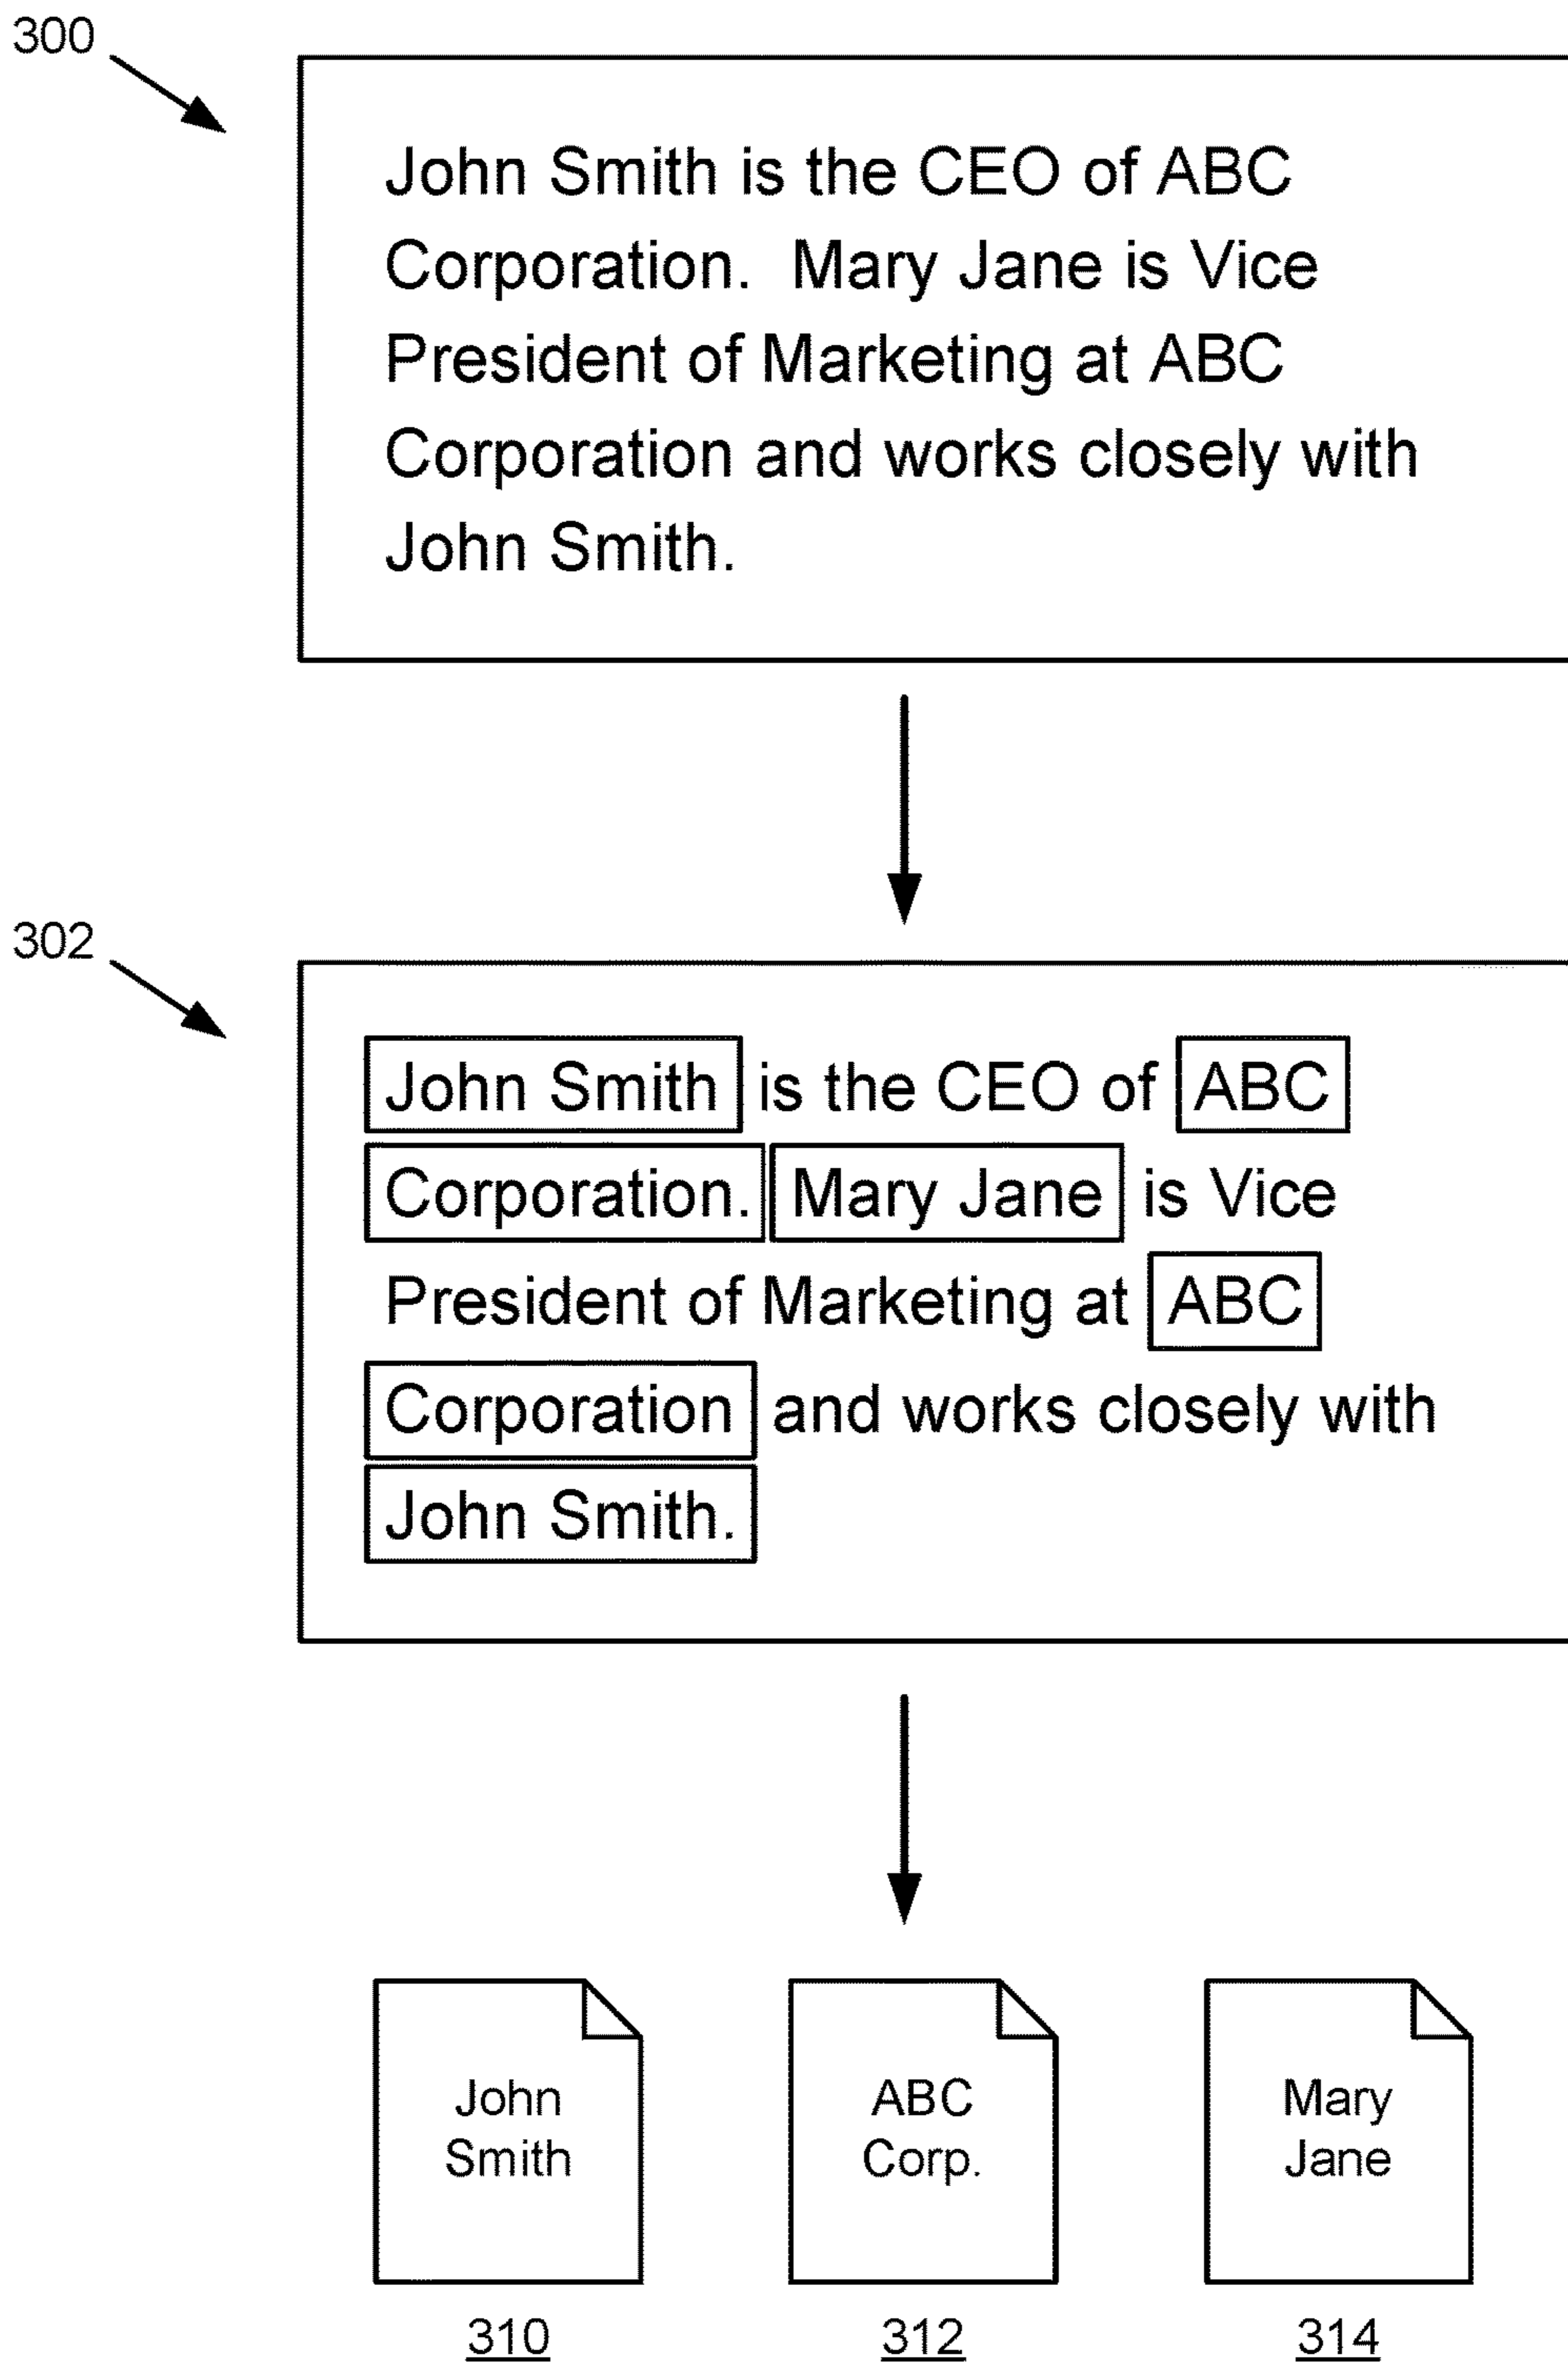 300
John Smith is the CEO of ABC
Corporation.  Mary Jane is Vice
President of Marketing at ABC
Corporation and works closely with
John Smith.
302
John Smith is the CEO of ABC
Corporation. Mary Jane is Vice
President of Marketing at ABC
Corporation and works closely with
John Smith.
John
Smith
310
ABC
Corp.
312
Mary
Jane
314